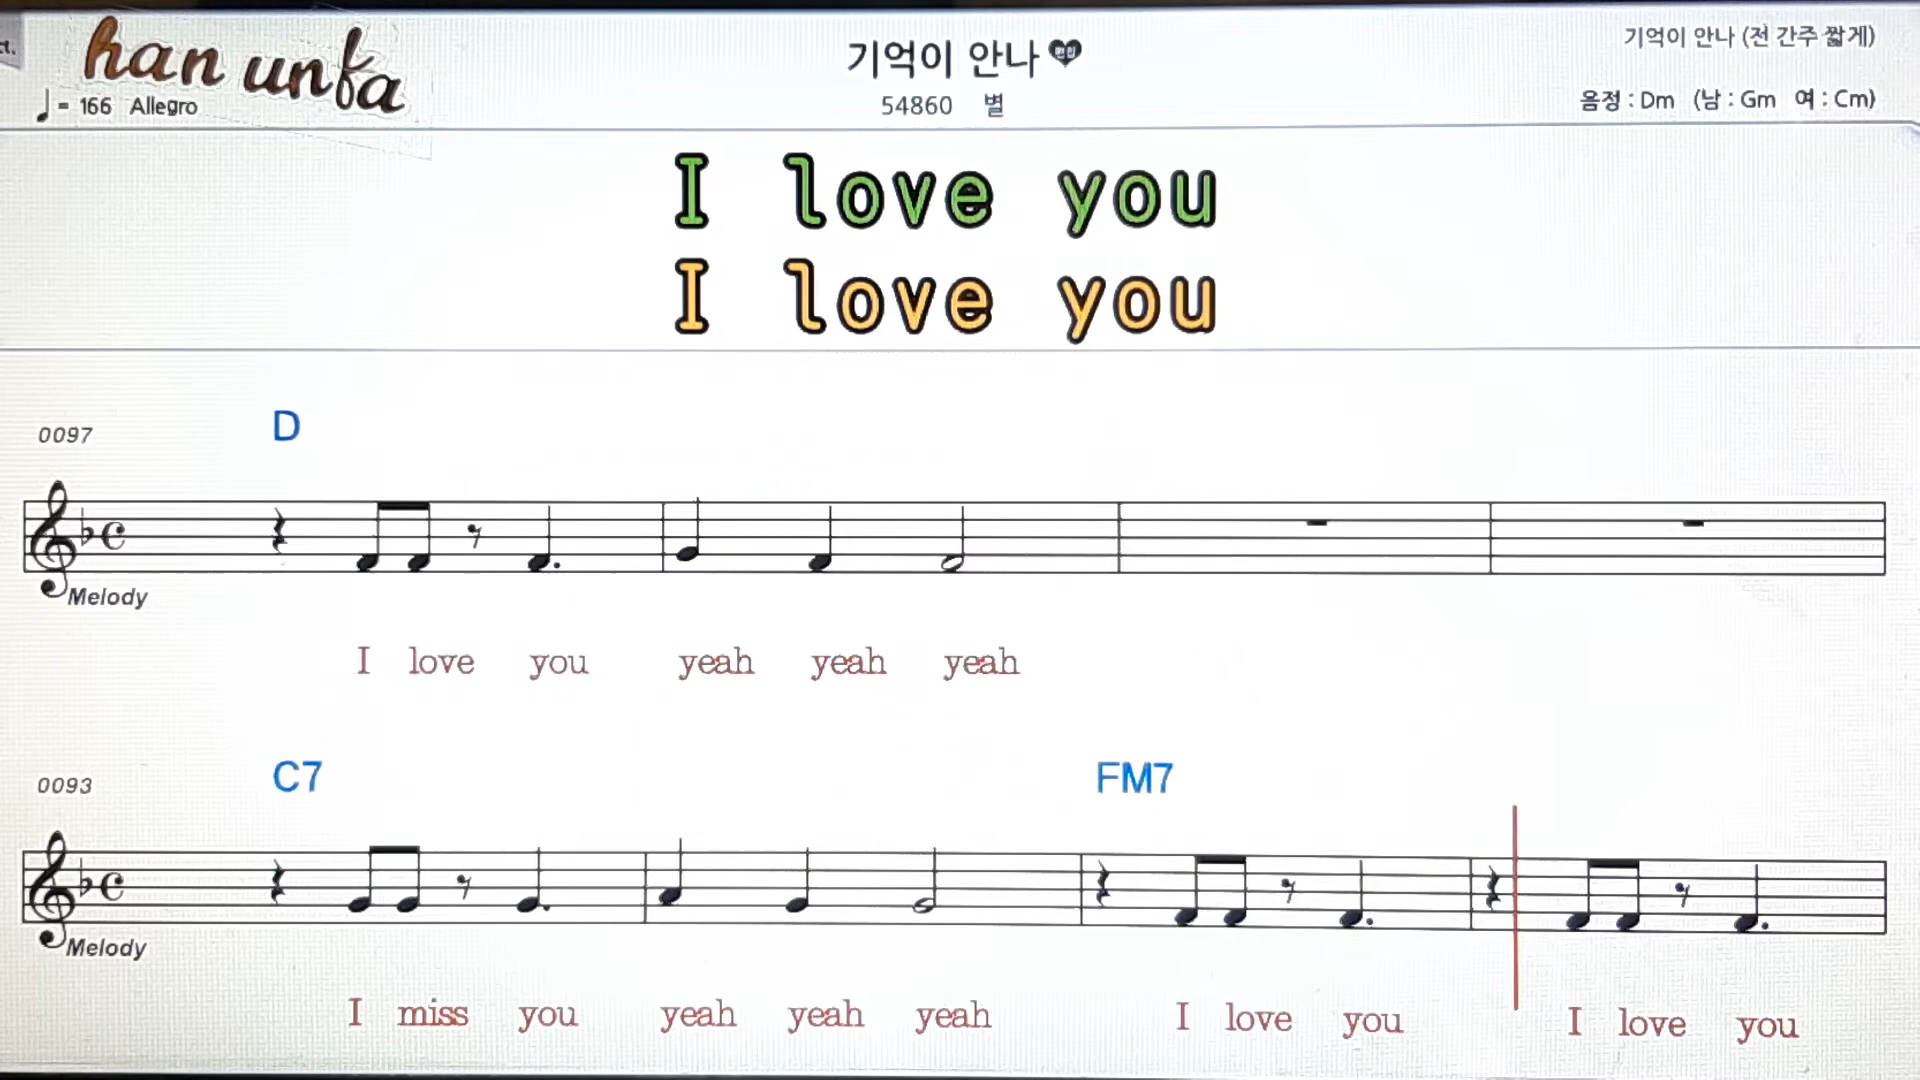 ct.
han unfa
♩= 166 Allegro
기억이 안나
54860 별
기억이 안나 (전 간주 짧게)
음정 : Dm (남 : Gm 여 : Cm)
I love you
I love you
0097 D
Melody
I love you yeah yeah yeah
0093 C7 FM7
Melody
I miss you yeah yeah yeah I love you I love you